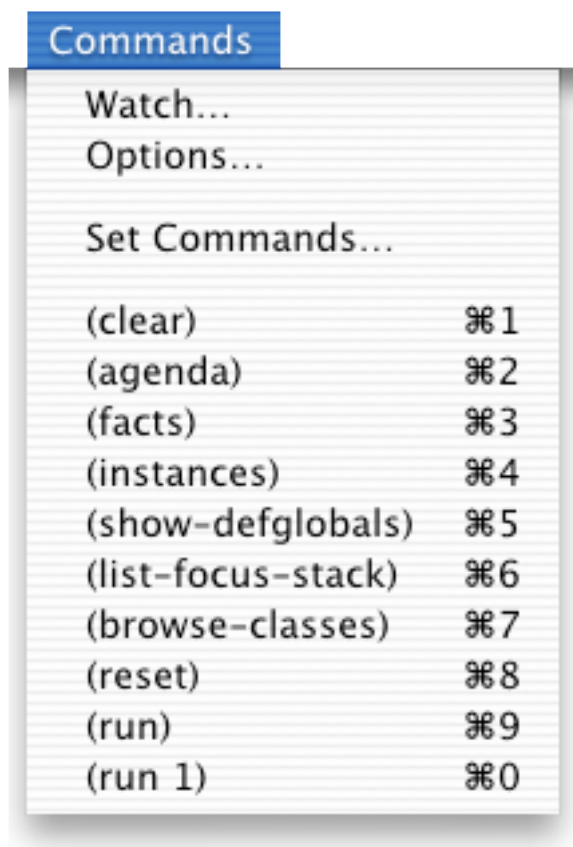 Commands
Watch...
Options...
Set Commands...
(clear) ⌘1
(agenda) ⌘2
(facts) ⌘3
(instances) ⌘4
(show-defglobals) ⌘5
(list-focus-stack) ⌘6
(browse-classes) ⌘7
(reset) ⌘8
(run) ⌘9
(run 1) ⌘0